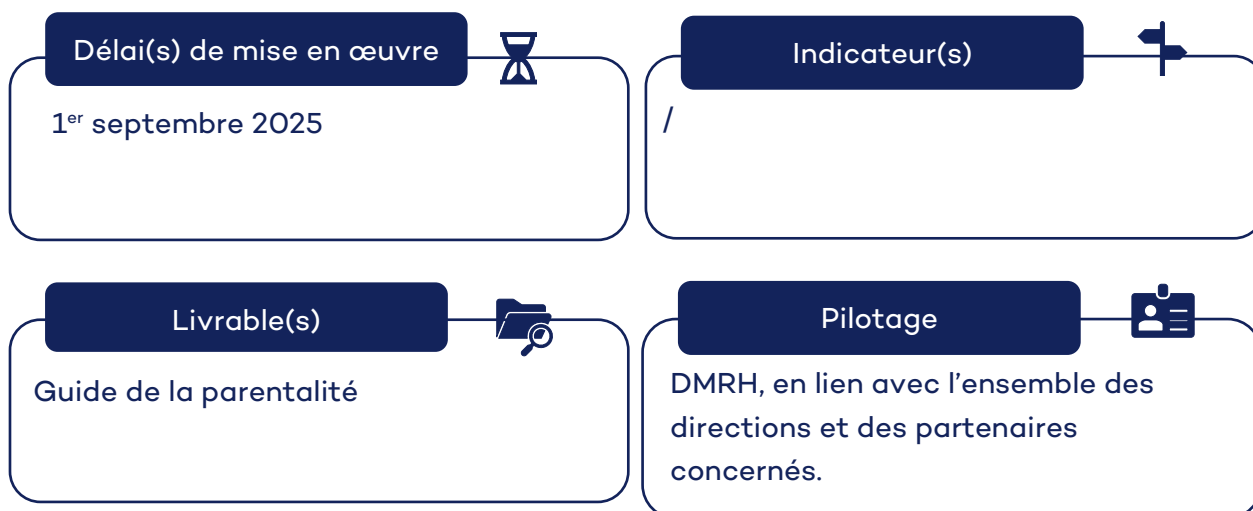 Délai(s) de mise en œuvre
1er septembre 2025
Indicateur(s)
/
Livrable(s)
Guide de la parentalité
Pilotage
DMRH, en lien avec l’ensemble des
directions et des partenaires
concernés.